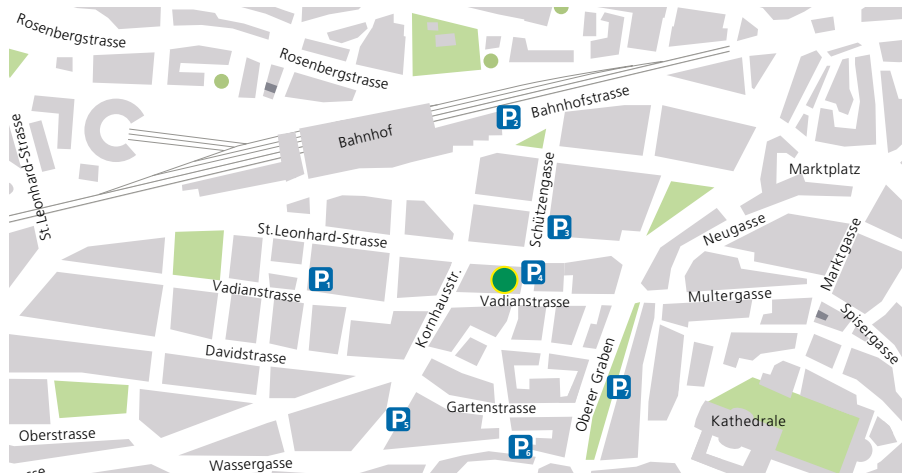 Rosenbergstrasse
Rosenbergstrasse
Bahnhofstrasse
P2
Bahnhof
St.Leonhard-Strasse
Marktplatz
Schützengasse
P3
Neugasse
St.Leonhard-Strasse
Marktgasse
P1
P4
Vadianstrasse
Vadianstrasse
Multergasse
Kornhausstr.
Spisergasse
Davidstrasse
Oberer Graben
P7
Gartenstrasse
P5
Kathedrale
Oberstrasse
P6
Wassergasse
sse